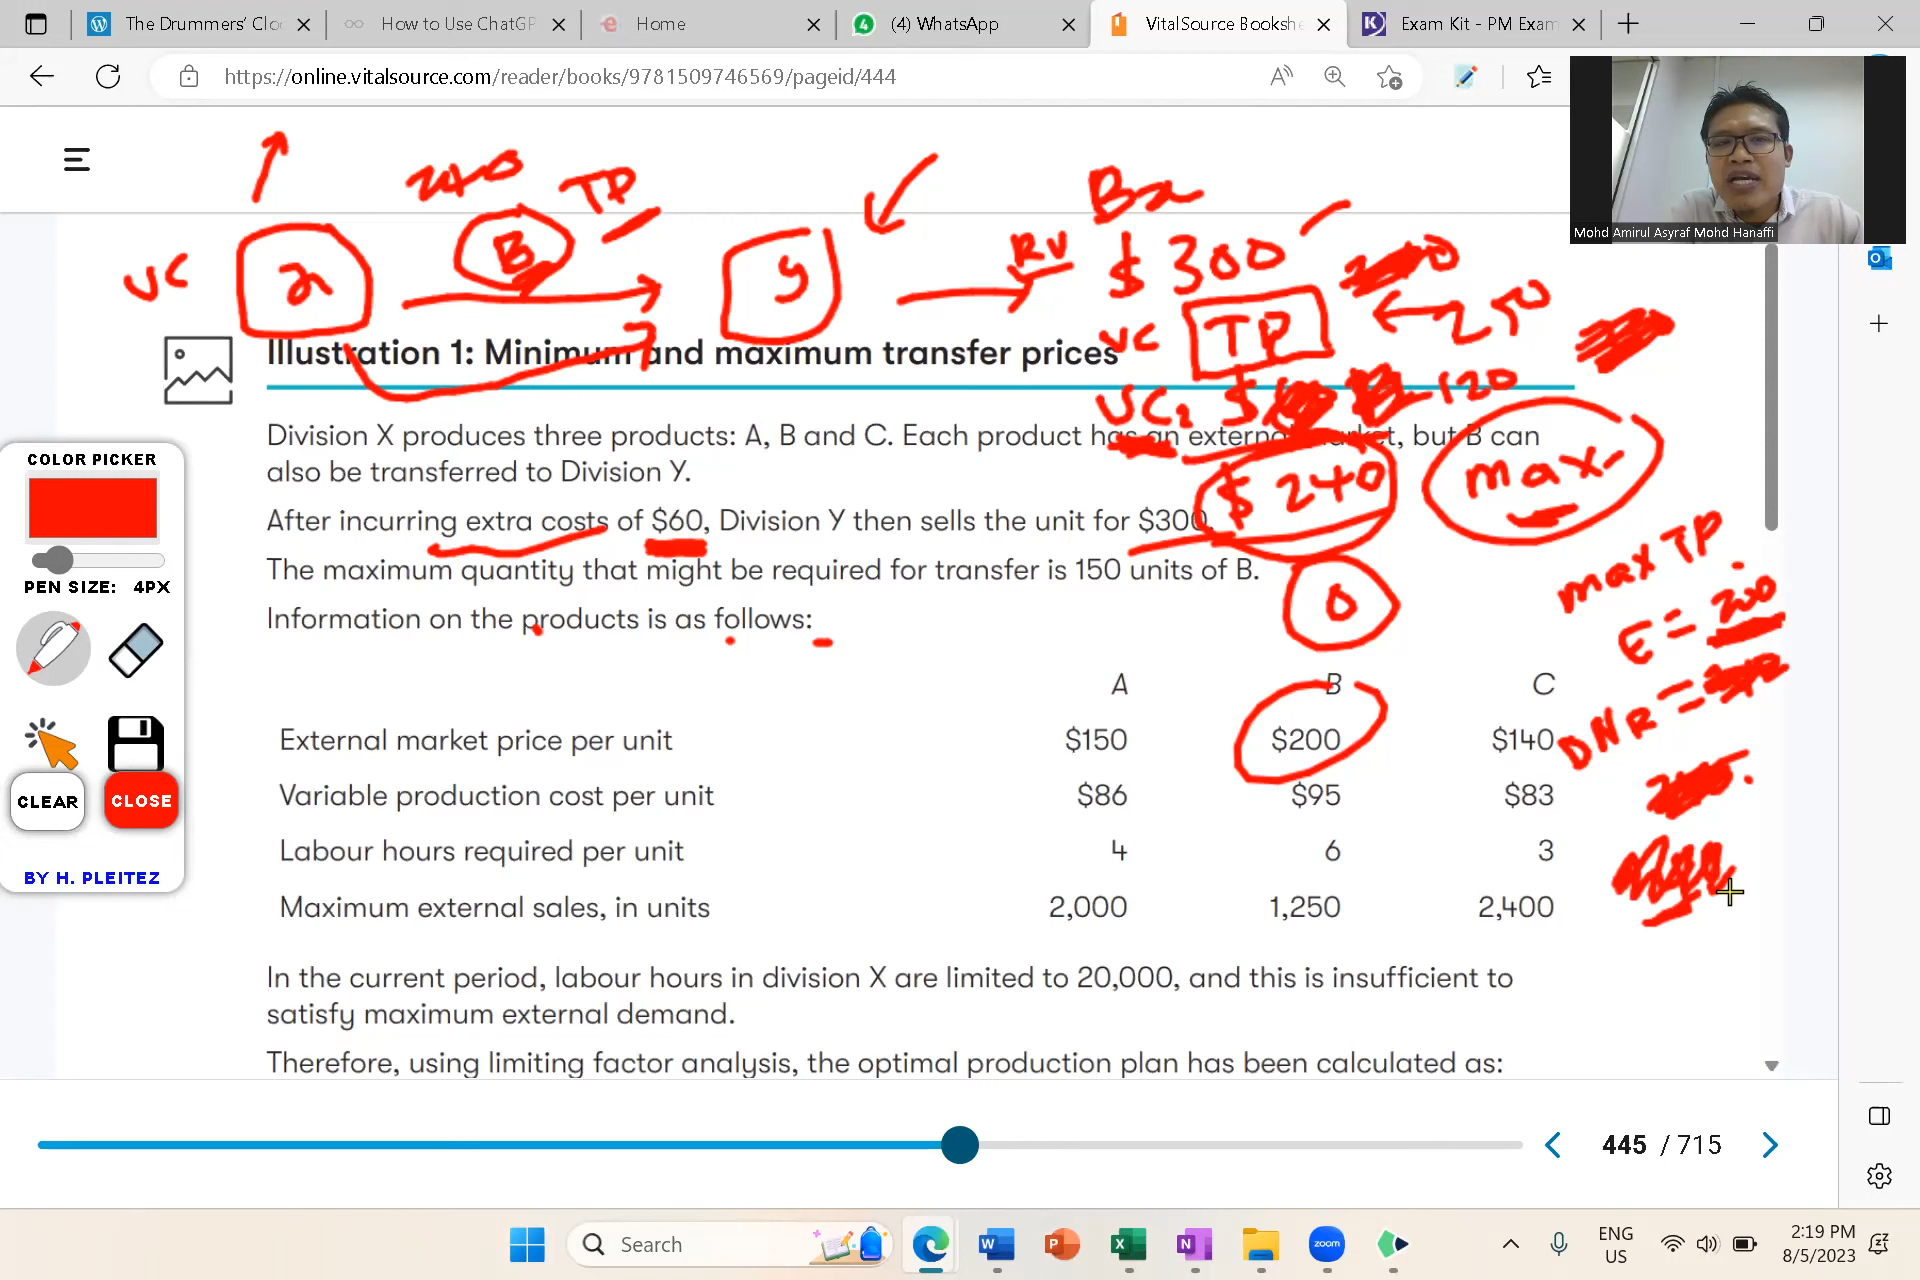 The Drummers' Clo
How to Use ChatGP
Home
(4) WhatsApp
VitalSource Bookshe
Exam Kit - PM Exam
https://online.vitalsource.com/reader/books/9781509746569/pageid/444
Mohd Amirul Asyraf Mohd Hanaffi
240
TP
Bx
VC
B
y
RV
$ 300
250
VC
TP
Illustration 1: Minimum and maximum transfer prices
VC2 $
120
Division X produces three products: A, B and C. Each product has an external market, but B can
also be transferred to Division Y.
$ 240
max
After incurring extra costs of $60, Division Y then sells the unit for $300.
The maximum quantity that might be required for transfer is 150 units of B.
Information on the products is as follows:
0
max TP
E = 200
DNR =
A B C
External market price per unit $150 $200 $140
Variable production cost per unit $86 $95 $83
Labour hours required per unit 4 6 3
Maximum external sales, in units 2,000 1,250 2,400
In the current period, labour hours in division X are limited to 20,000, and this is insufficient to
satisfy maximum external demand.
Therefore, using limiting factor analysis, the optimal production plan has been calculated as:
COLOR PICKER
PEN SIZE: 4PX
CLEAR
CLOSE
BY H. PLEITEZ
445 / 715
Search
zoom
ENG
US
2:19 PM
8/5/2023